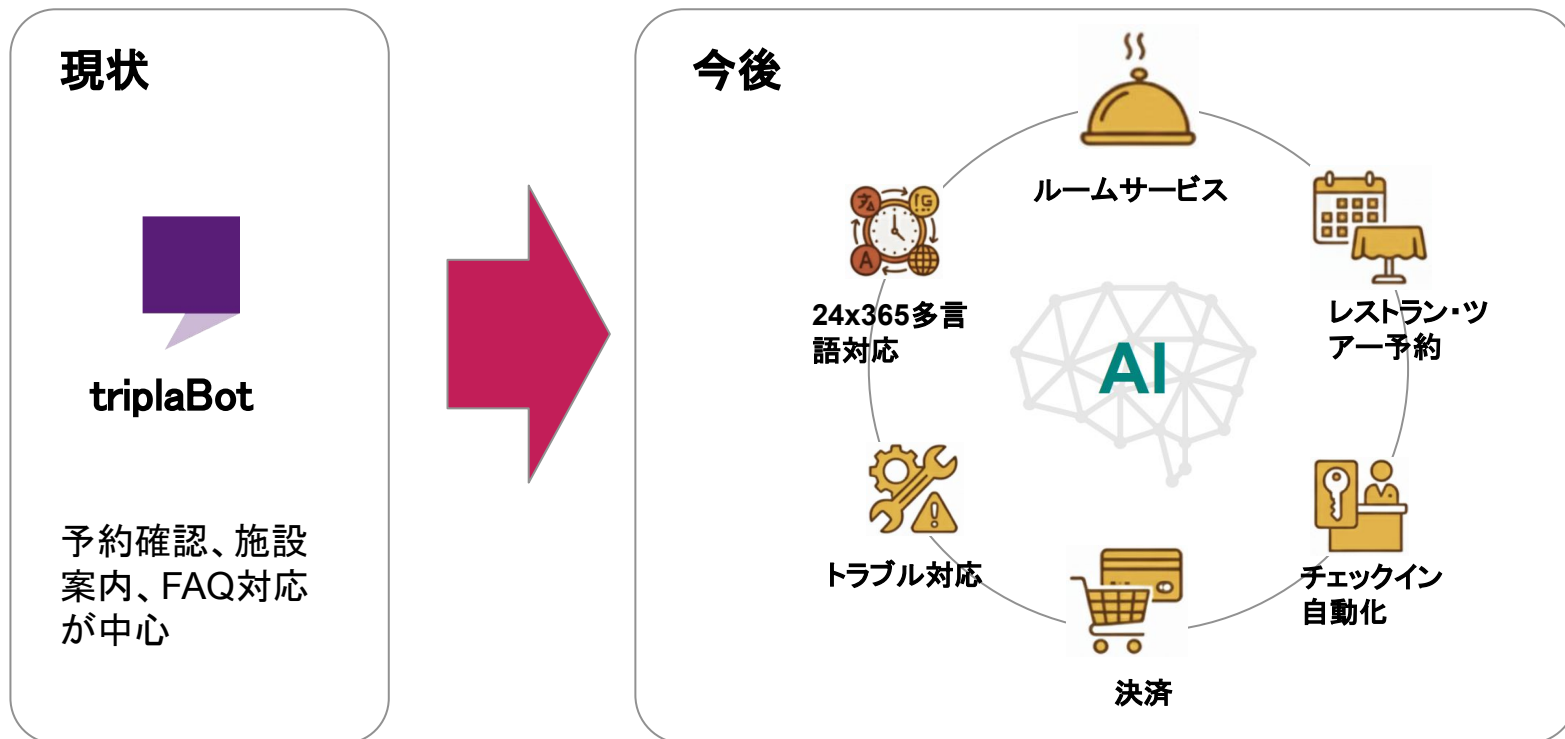 現状
triplaBot
予約確認、施設
案内、FAQ対応
が中心
今後
ルームサービス
レストラン・ツ
アー予約
チェックイン
自動化
決済
トラブル対応
24x365多言
語対応
AI